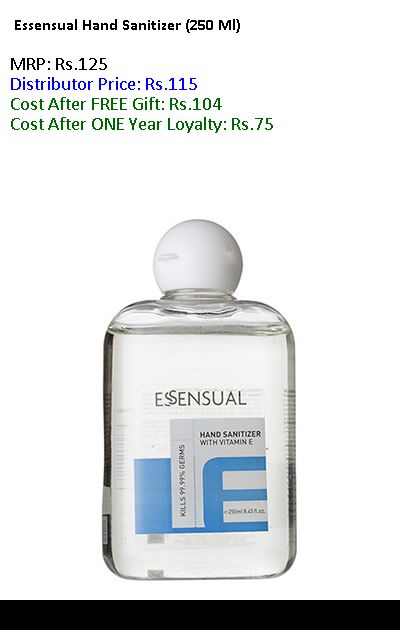 Essensual Hand Sanitizer (250 Ml)
MRP: Rs.125
Distributor Price: Rs.115
Cost After FREE Gift: Rs.104
Cost After ONE Year Loyalty: Rs.75
ESSENSUAL
HAND SANITIZER
WITH VITAMIN E
KILLS 99.99% GERMS
e 250ml 8.45 fl.oz.